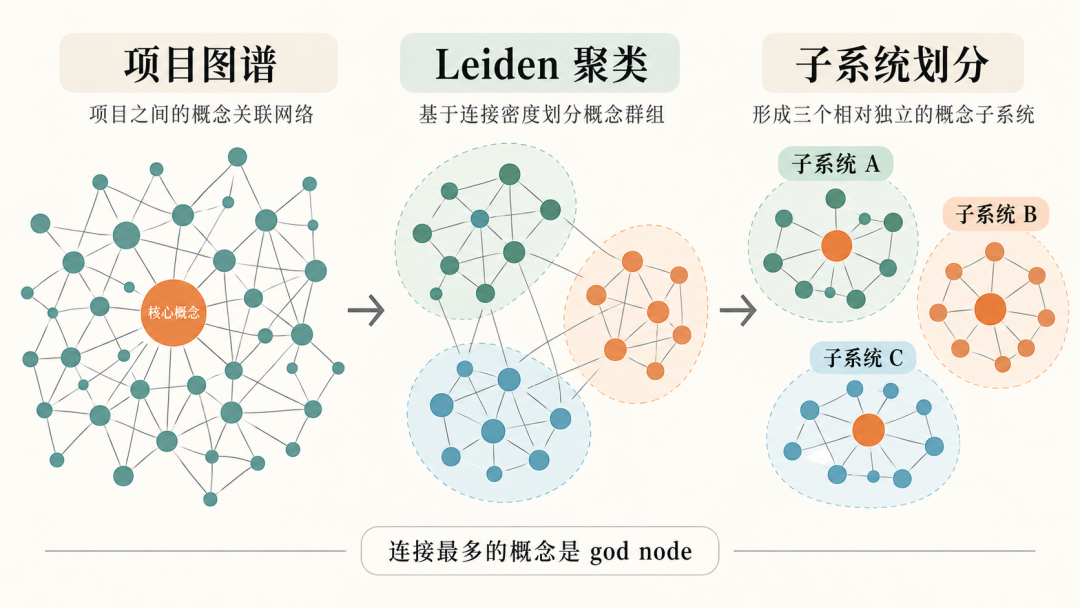 项目图谱
项目之间的概念关联网络
核心概念
Leiden 聚类
基于连接密度划分概念群组
子系统划分
形成三个相对独立的概念子系统
子系统 A
子系统 B
子系统 C
连接最多的概念是 god node